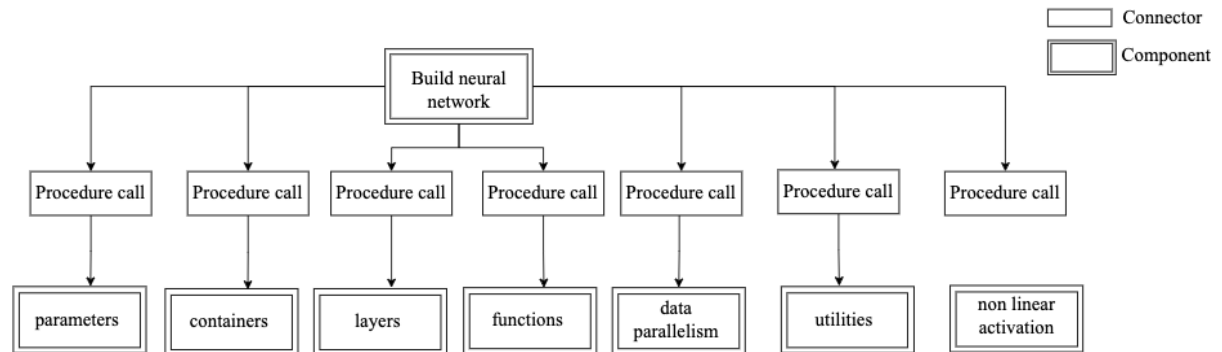 Connector
Component
Build neural
network
Procedure call
Procedure call
Procedure call
Procedure call
Procedure call
Procedure call
Procedure call
parameters
containers
layers
functions
data
parallelism
utilities
non linear
activation